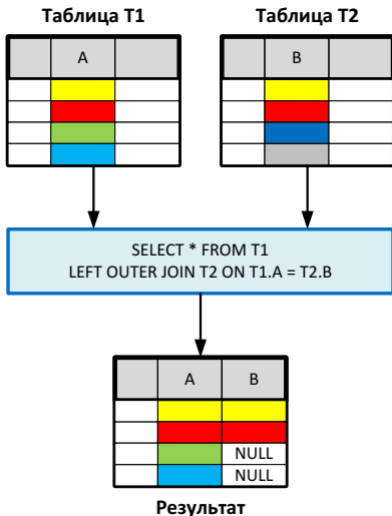 Таблица T1
Таблица T2
A
B
SELECT * FROM T1
LEFT OUTER JOIN T2 ON T1.A = T2.B
A B
NULL
NULL
Результат